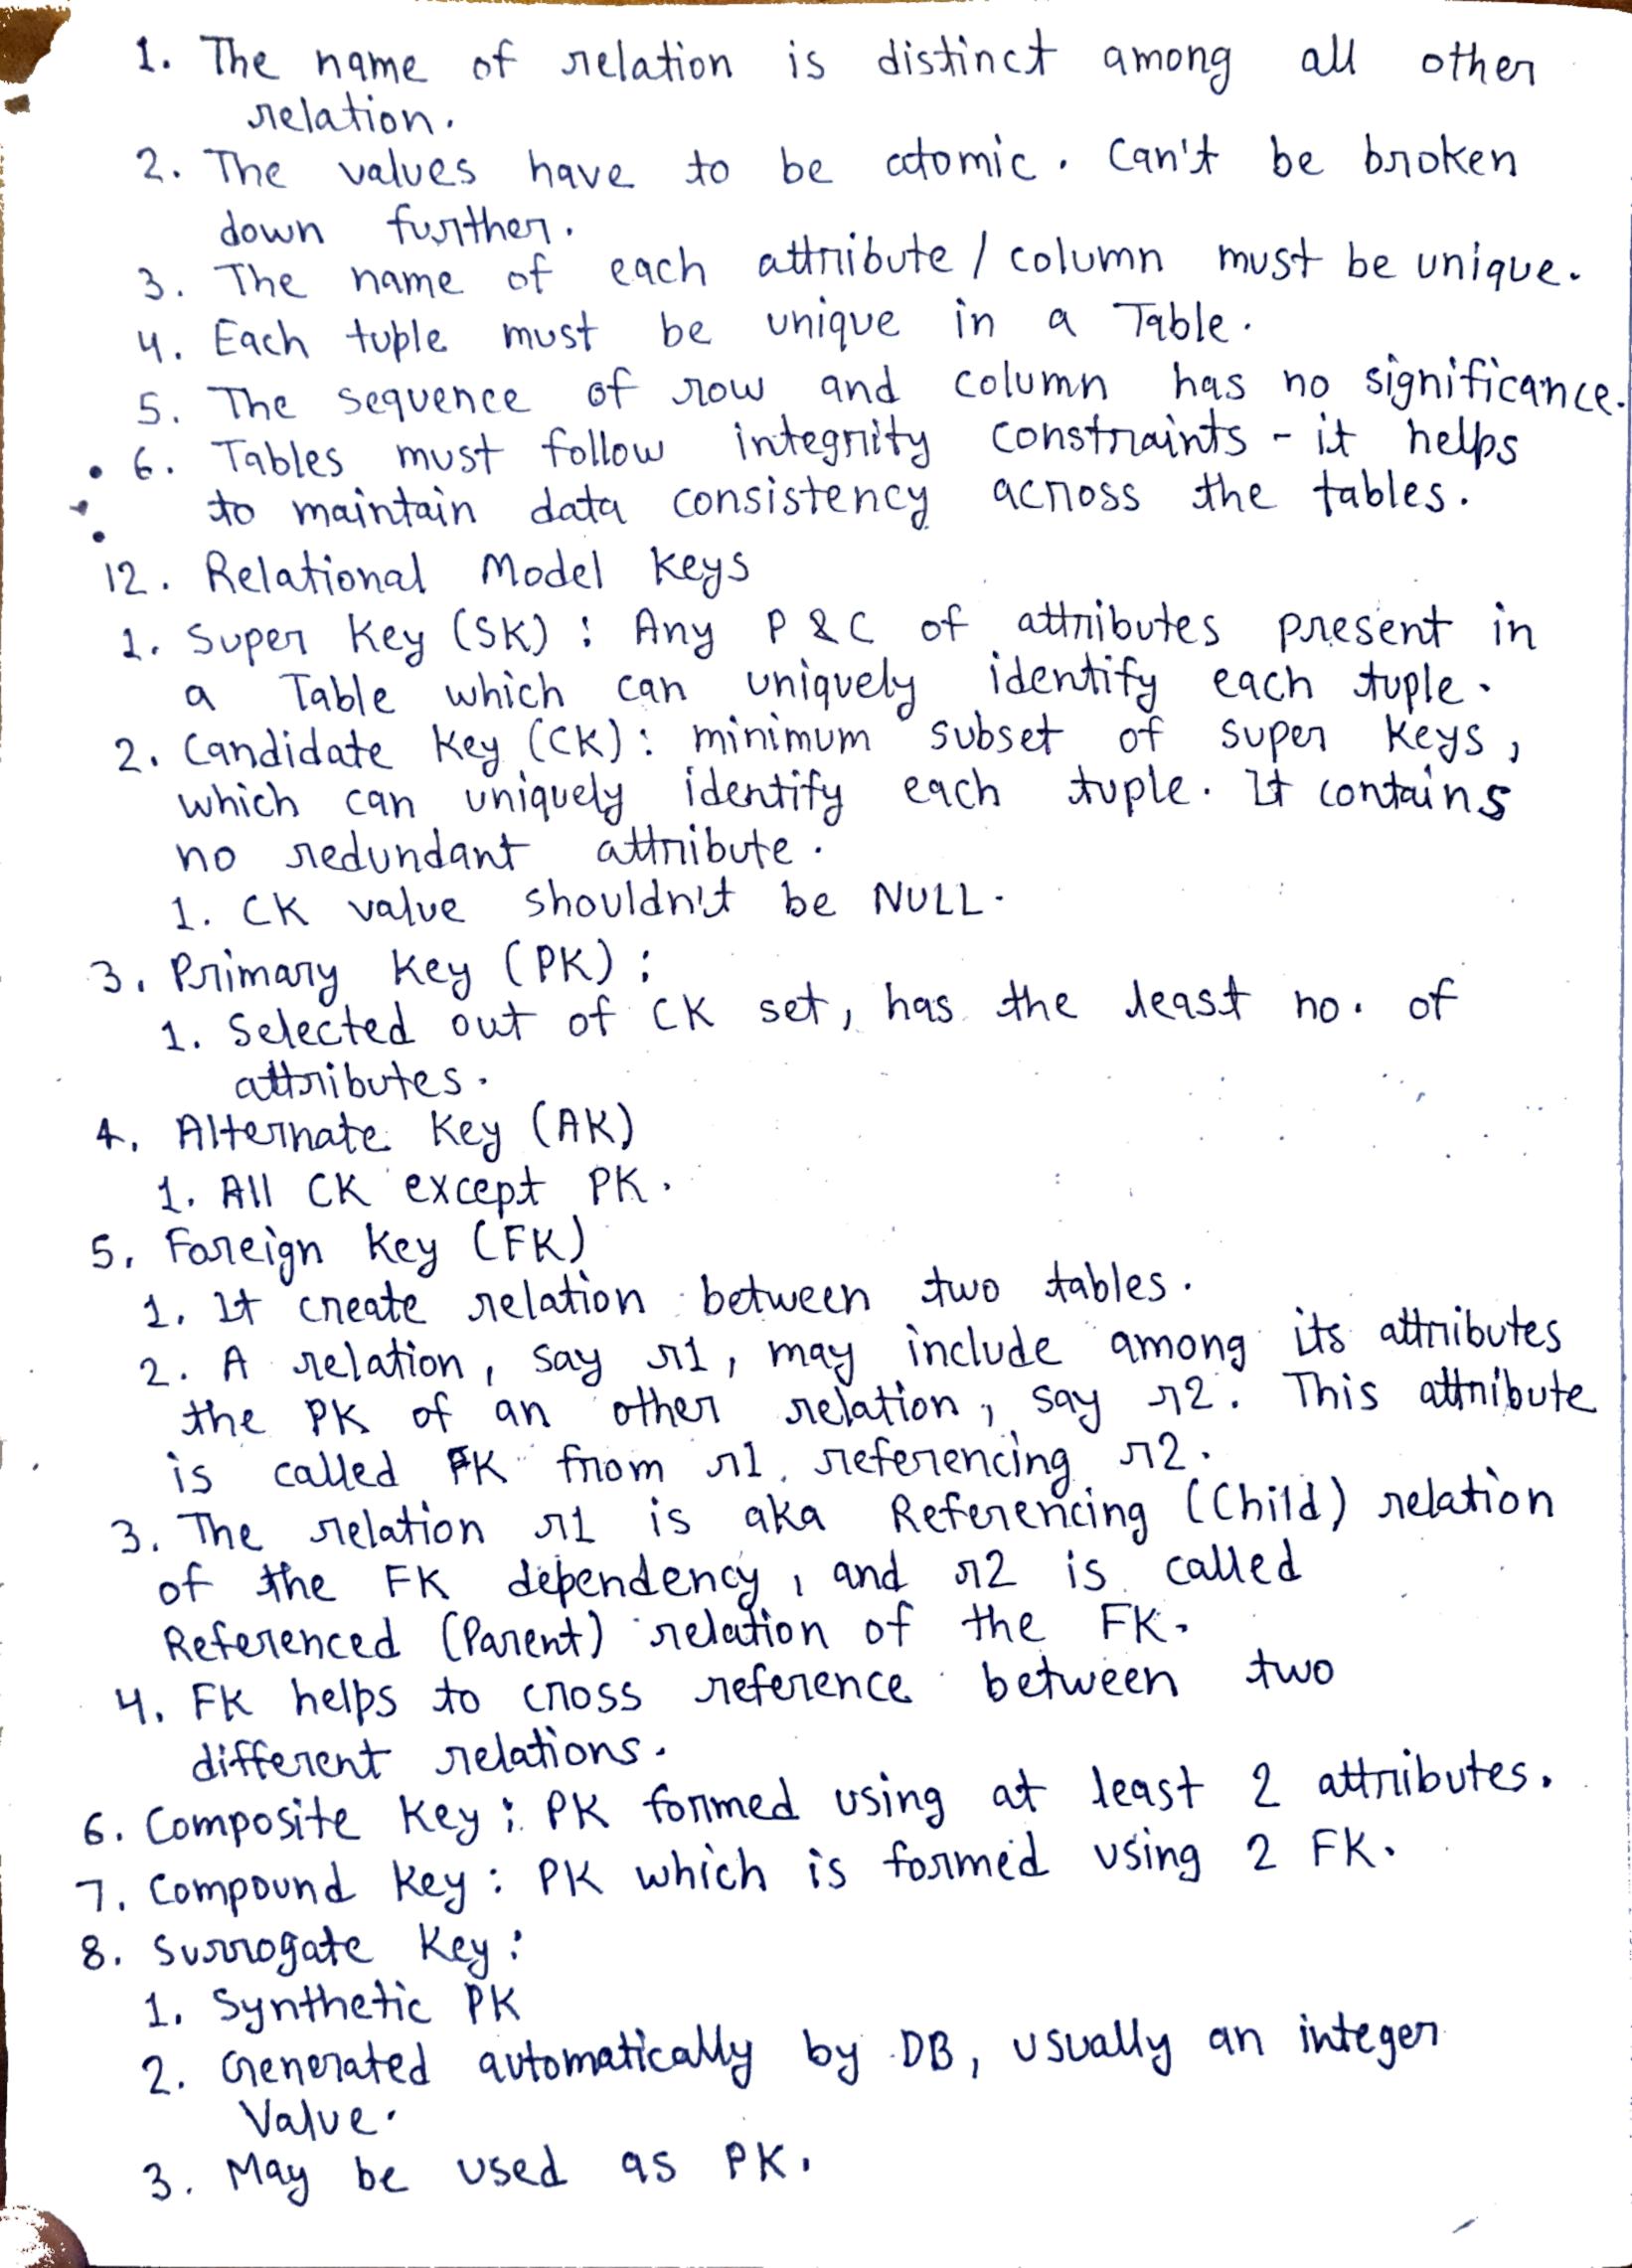 1. The name of relation is distinct among all other
relation.
2. The values have to be atomic. Can't be broken
down further.
3. The name of each attribute / column must be unique.
4. Each tuple must be unique in a Table.
5. The sequence of row and column has no significance.
• 6. Tables must follow integrity constraints - it helps
to maintain data consistency across the tables.
12. Relational Model Keys
1. Super Key (SK) : Any P & C of attributes present in
a Table which can uniquely identify each tuple.
2. Candidate Key (CK) : minimum subset of super keys,
which can uniquely identify each tuple. It contains
no redundant attribute.
1. CK value shouldn't be NULL.
3. Primary Key (PK) :
1. Selected out of CK set, has the least no. of
attributes.
4. Alternate Key (AK)
1. All CK except PK.
5. Foreign Key (FK)
1. It create relation between two tables.
2. A relation, say r1, may include among its attributes
the PK of an other relation, say r2. This attribute
is called FK from r1 referencing r2.
3. The relation r1 is aka Referencing (Child) relation
of the FK dependency, and r2 is called
Referenced (Parent) relation of the FK.
4. FK helps to cross reference between two
different relations.
6. Composite Key : PK formed using at least 2 attributes.
7. Compound Key : PK which is formed using 2 FK.
8. Surrogate Key :
1. Synthetic PK
2. Generated automatically by DB, usually an integer
Value.
3. May be used as PK.